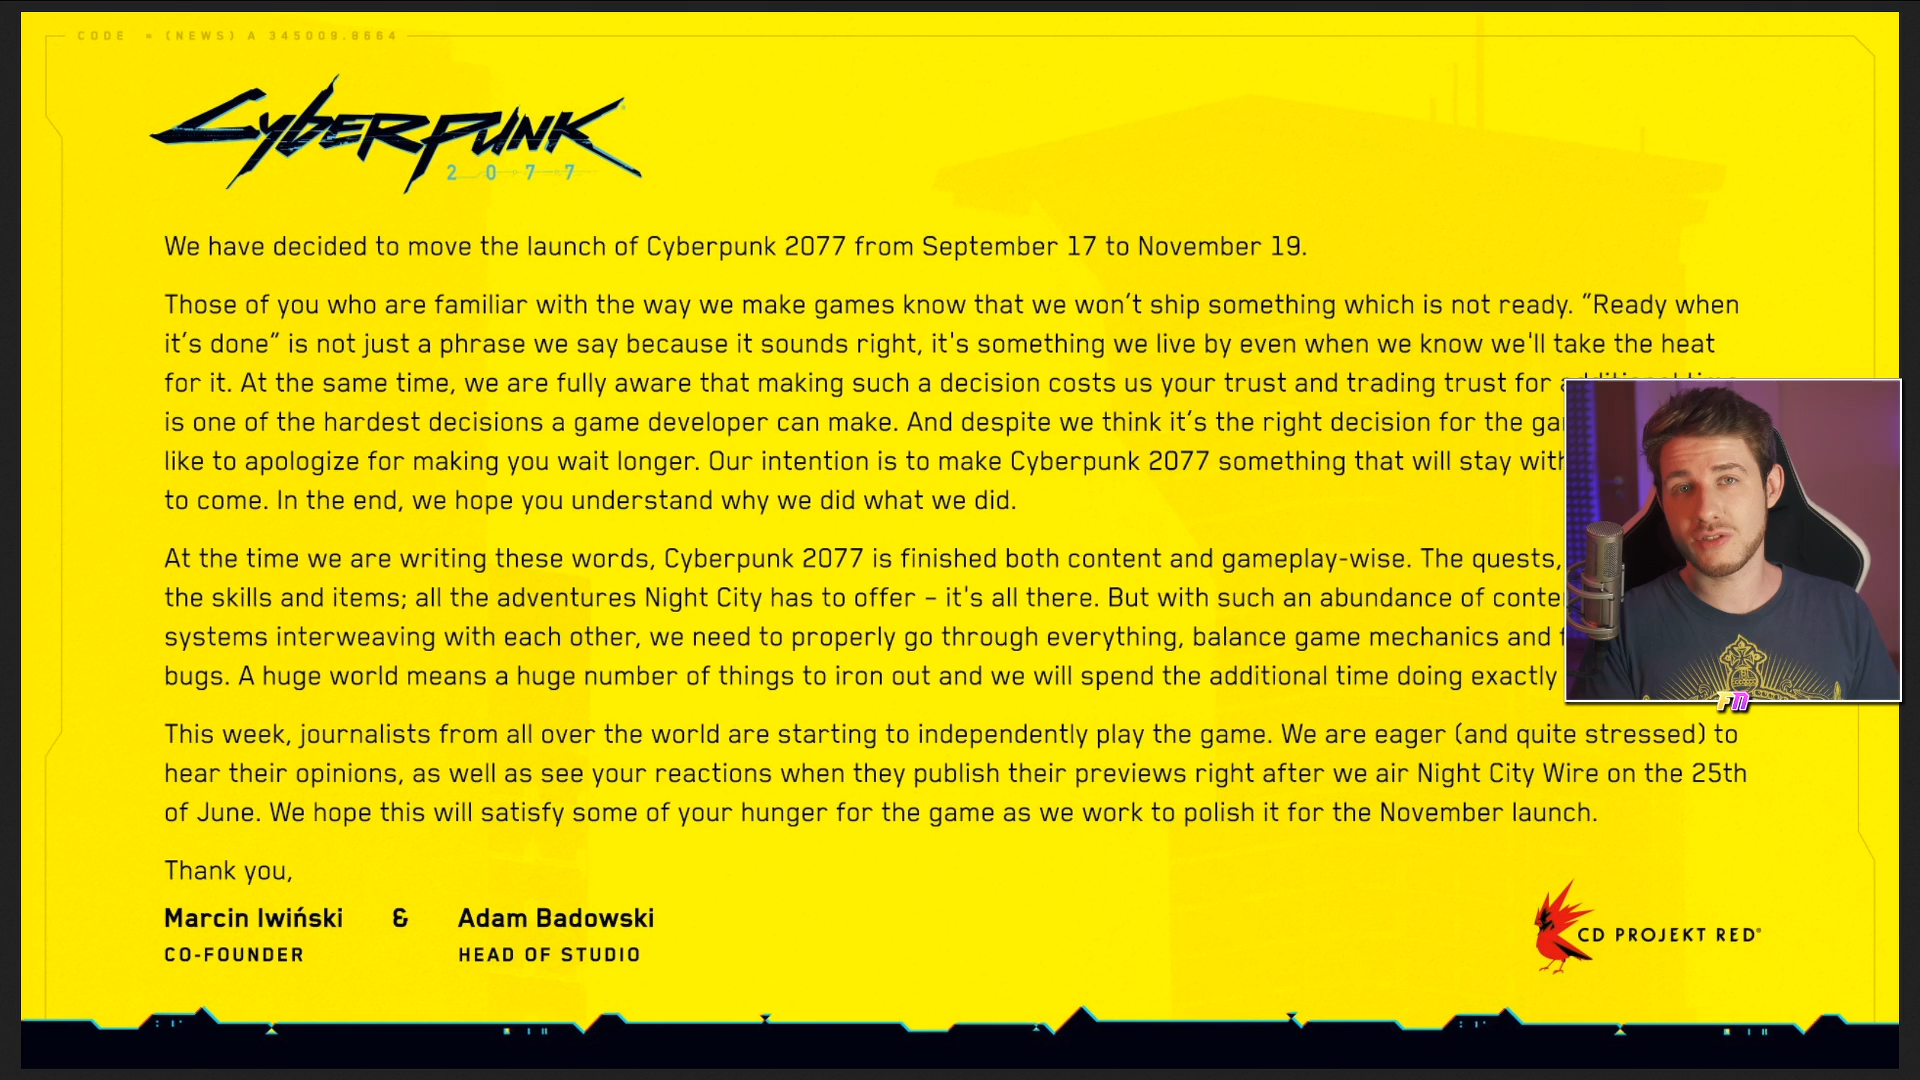 CODE = (NEWS) A 345009.8664
CYBERPUNK
2077
We have decided to move the launch of Cyberpunk 2077 from September 17 to November 19.
Those of you who are familiar with the way we make games know that we won’t ship something which is not ready. “Ready when
it’s done” is not just a phrase we say because it sounds right, it's something we live by even when we know we'll take the heat
for it. At the same time, we are fully aware that making such a decision costs us your trust and trading trust for additional time
is one of the hardest decisions a game developer can make. And despite we think it’s the right decision for the
like to apologize for making you wait longer. Our intention is to make Cyberpunk 2077 something that will stay with
to come. In the end, we hope you understand why we did what we did.
At the time we are writing these words, Cyberpunk 2077 is finished both content and gameplay-wise. The quests,
the skills and items; all the adventures Night City has to offer – it's all there. But with such an abundance of
systems interweaving with each other, we need to properly go through everything, balance game mechanics and
bugs. A huge world means a huge number of things to iron out and we will spend the additional time doing exactly
This week, journalists from all over the world are starting to independently play the game. We are eager (and quite stressed) to
hear their opinions, as well as see your reactions when they publish their previews right after we air Night City Wire on the 25th
of June. We hope this will satisfy some of your hunger for the game as we work to polish it for the November launch.
Thank you,
Marcin Iwiński & Adam Badowski
CO-FOUNDER HEAD OF STUDIO
CD PROJEKT RED®
FN